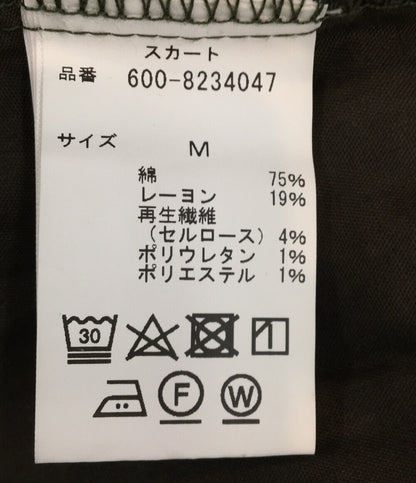 スカート
品番 600-8234047
サイズ M
綿 75%
レーヨン 19%
再生繊維
(セルロース) 4%
ポリウレタン 1%
ポリエステル 1%
30
F W